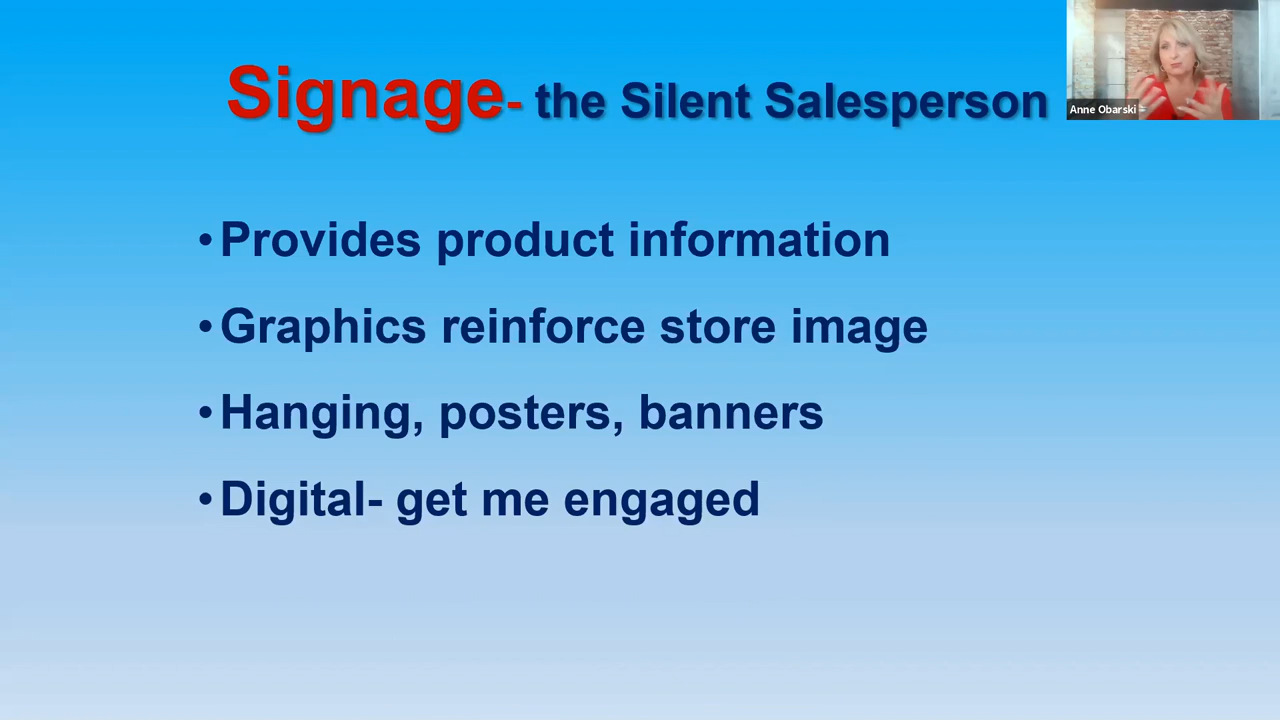 Signage- the Silent Salesperson
Anne Obarski
•Provides product information
•Graphics reinforce store image
•Hanging, posters, banners
•Digital- get me engaged